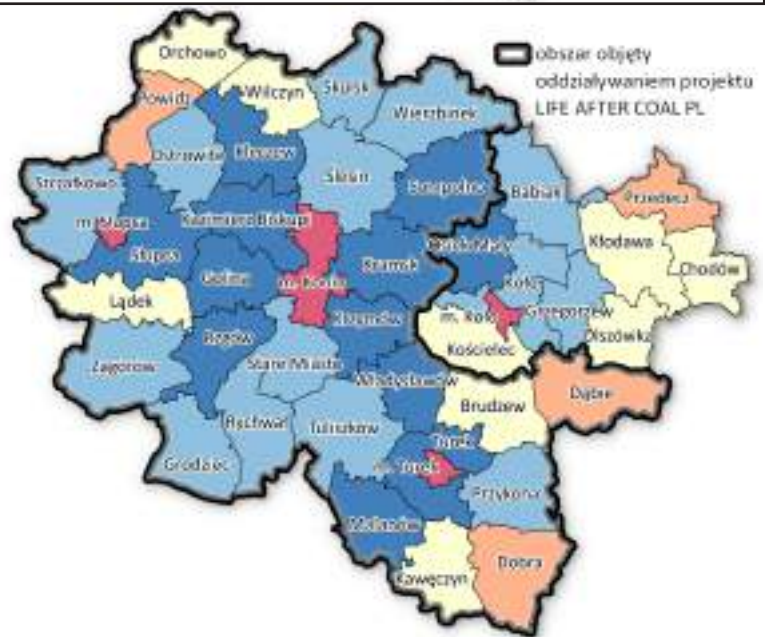 Orchowo
obszar objęty
oddziaływaniem projektu
LIFE AFTER COAL PL
Powidz
Wilczyn
Skulsk
Wierzbinek
Ostrowite
Kleczew
Ślesin
Sompolno
Babiak
Przedecz
Strzałkowo
m. Słupca
Kazimierz Biskupi
Osiek Mały
Kłodawa
Chodów
Słupca
Golina
m. Konin
Kramsk
Koło
Lądek
Rzgów
Krzymów
m. Koło
Grzegorzew
Olszówka
Kościelec
Zagórów
Stare Miasto
Władysławów
Brudzew
Dąbie
Rychwał
Tuliszków
Turek
Grodziec
m. Turek
Przykona
Malanów
Kawęczyn
Dobra